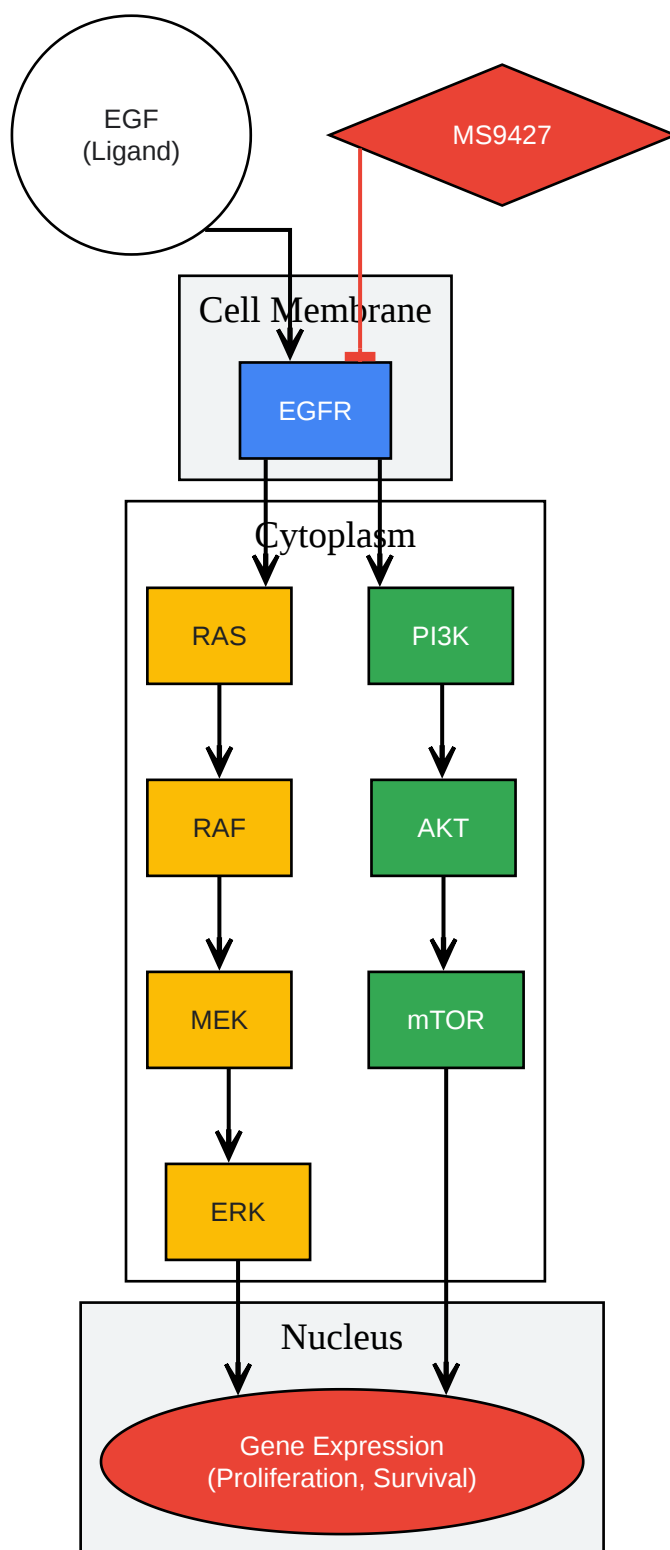 EGF
(Ligand)
MS9427
Cell Membrane
EGFR
Cytoplasm
RAS
PI3K
RAF
AKT
MEK
mTOR
ERK
Nucleus
Gene Expression
(Proliferation, Survival)